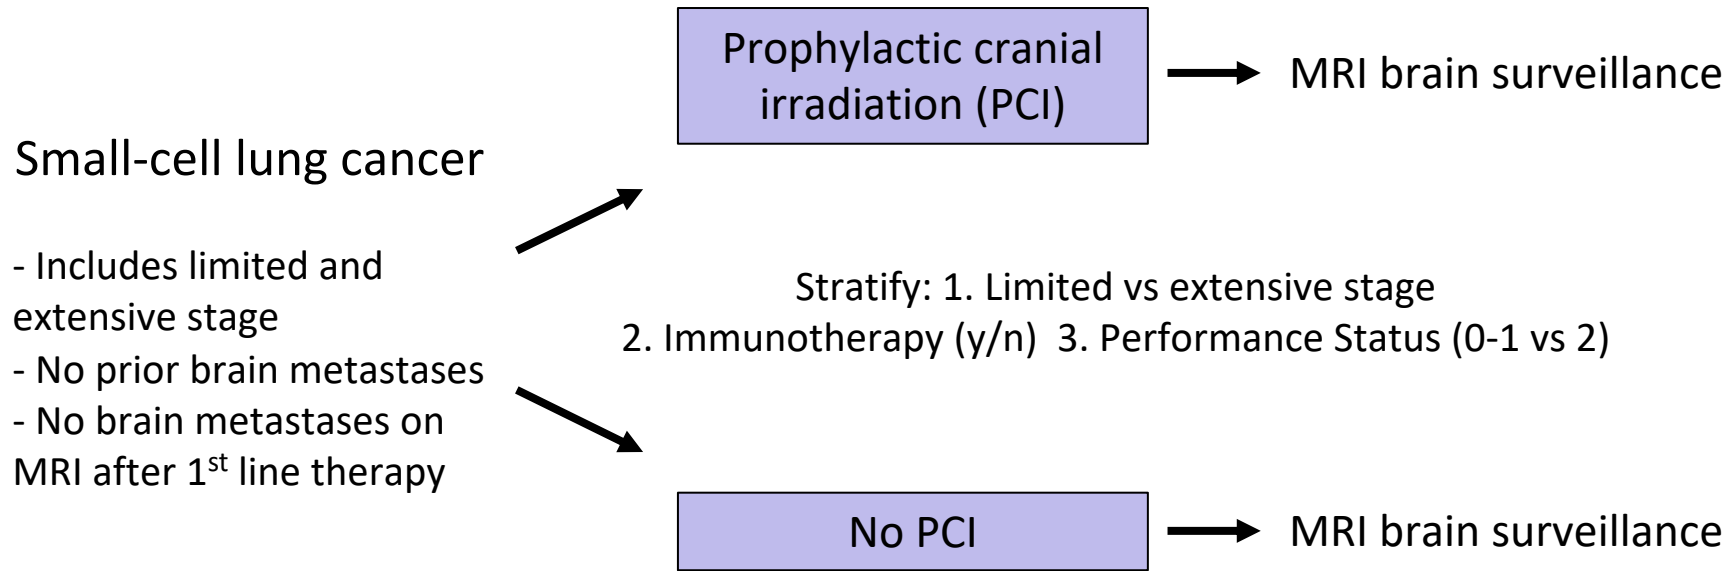 Small-cell lung cancer
- Includes limited and
extensive stage
- No prior brain metastases
- No brain metastases on
MRI after 1st line therapy
Prophylactic cranial
irradiation (PCI)
MRI brain surveillance
Stratify: 1. Limited vs extensive stage
2. Immunotherapy (y/n)  3. Performance Status (0-1 vs 2)
No PCI
MRI brain surveillance